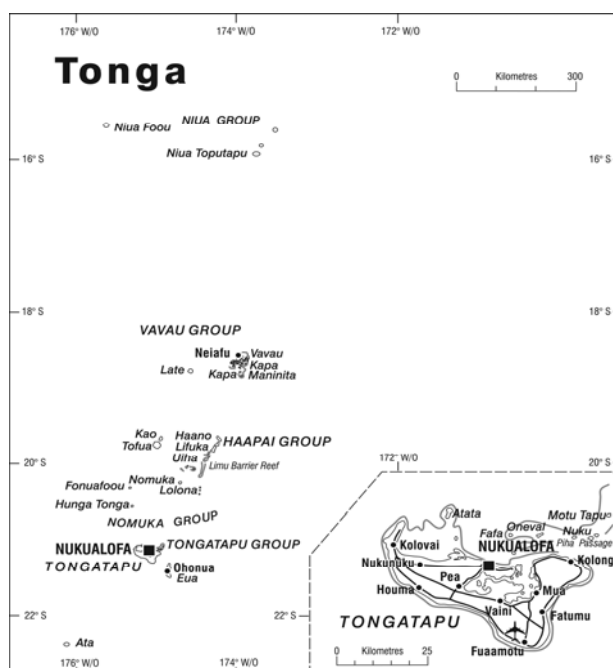 176° W/O
174° W/O
172° W/O
Tonga
0 Kilometres 300
NIUA GROUP
Niua Foou
Niua Toputapu
16° S
16° S
18° S
18° S
VAVAU GROUP
Neiafu
Vavau
Kapa
Late
Kapa
Maninita
Kao
Tofua
Haano
Lifuka
Uiha
HAAPAI GROUP
Limu Barrier Reef
20° S
172° W/O
20° S
Fonuafoou
Nomuka
Lolona
Hunga Tonga
NOMUKA GROUP
NUKUALOFA
TONGATAPU GROUP
TONGATAPU
Ohonua
Eua
22° S
22° S
Ata
176° W/O
174° W/O
Atata
Motu Tapu
Oneval
Fafa
Nuku
NUKUALOFA
Piha Passage
Kolovai
Kolong
Nukunuku
Pea
Houma
Mua
Vaini
Fatumu
TONGATAPU
Fuaamotu
Kilometres
0 25